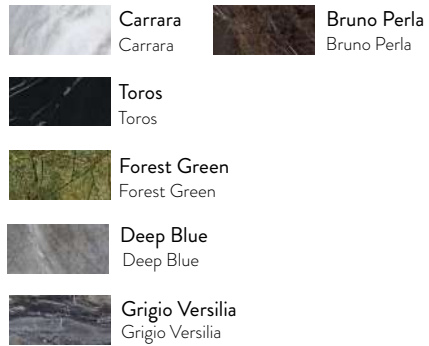 Carrara
Carrara
Bruno Perla
Bruno Perla
Toros
Toros
Forest Green
Forest Green
Deep Blue
Deep Blue
Grigio Versilia
Grigio Versilia